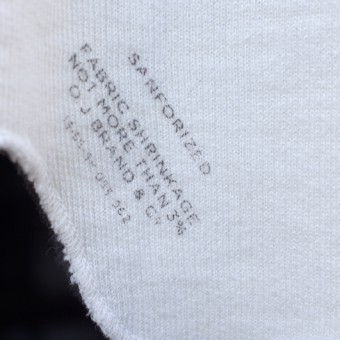 SANFORIZED
FABRIC SHRINKAGE
NOT MORE THAN 3%
O J BRAND & Co